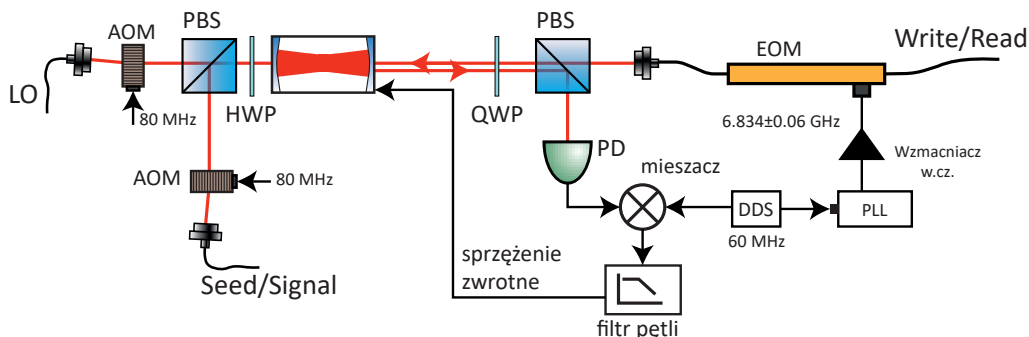 PBS
AOM
LO
80 MHz
HWP
AOM
80 MHz
Seed/Signal
QWP
PBS
PD
EOM
Write/Read
6.834±0.06 GHz
Wzmacniacz
w.cz.
mieszacz
DDS
60 MHz
PLL
sprzężenie
zwrotne
filtr pętli